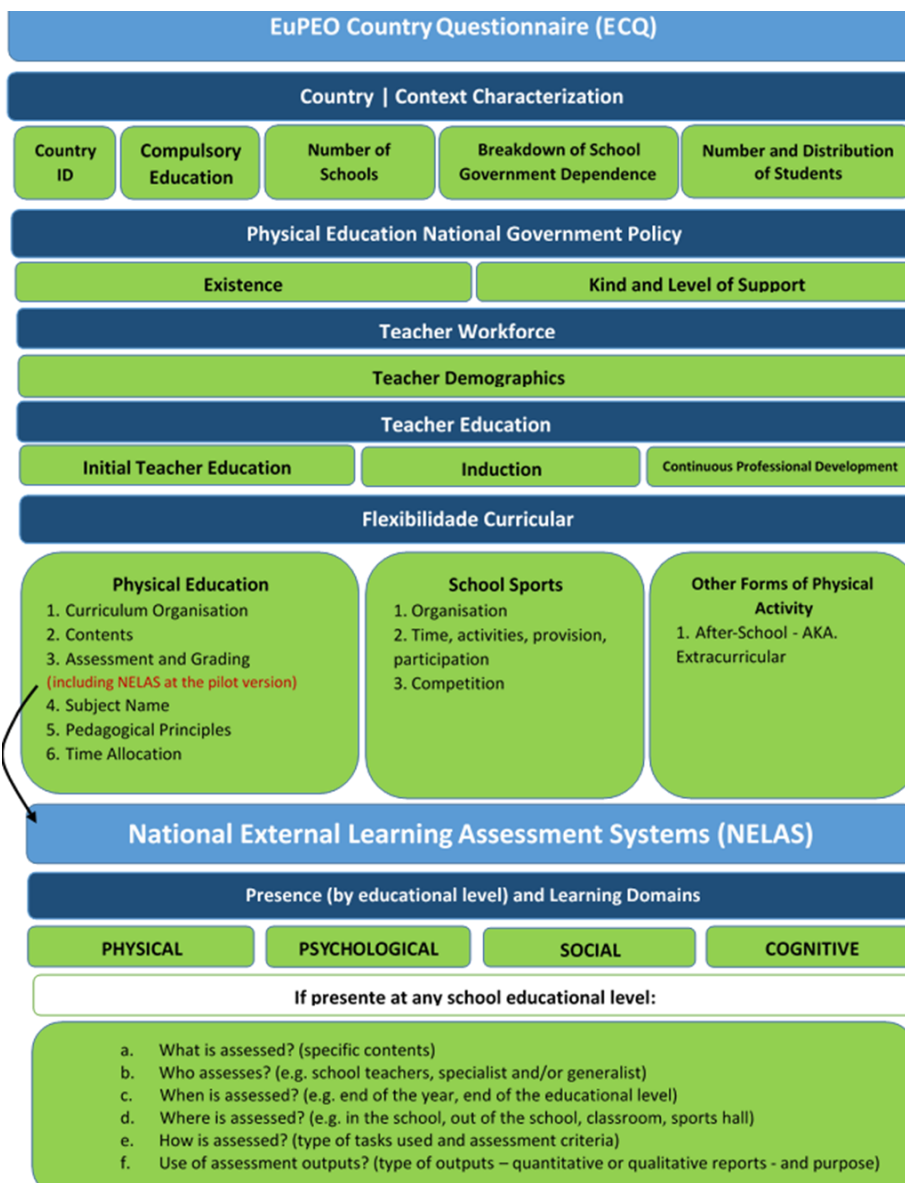 EuPEO Country Questionnaire (ECQ)
Country | Context Characterization
Country
ID
Compulsory
Education
Number of
Schools
Breakdown of School
Government Dependence
Number and Distribution
of Students
Physical Education National Government Policy
Existence
Kind and Level of Support
Teacher Workforce
Teacher Demographics
Teacher Education
Initial Teacher Education
Induction
Continuous Professional Development
Flexibilidade Curricular
Physical Education
1. Curriculum Organisation
2. Contents
3. Assessment and Grading
(including NELAS at the pilot version)
4. Subject Name
5. Pedagogical Principles
6. Time Allocation
School Sports
1. Organisation
2. Time, activities, provision,
participation
3. Competition
Other Forms of Physical
Activity
1. After-School - AKA.
Extracurricular
National External Learning Assessment Systems (NELAS)
Presence (by educational level) and Learning Domains
PHYSICAL
PSYCHOLOGICAL
SOCIAL
COGNITIVE
If presente at any school educational level:
a. What is assessed? (specific contents)
b. Who assesses? (e.g. school teachers, specialist and/or generalist)
c. When is assessed? (e.g. end of the year, end of the educational level)
d. Where is assessed? (e.g. in the school, out of the school, classroom, sports hall)
e. How is assessed? (type of tasks used and assessment criteria)
f. Use of assessment outputs? (type of outputs – quantitative or qualitative reports - and purpose)